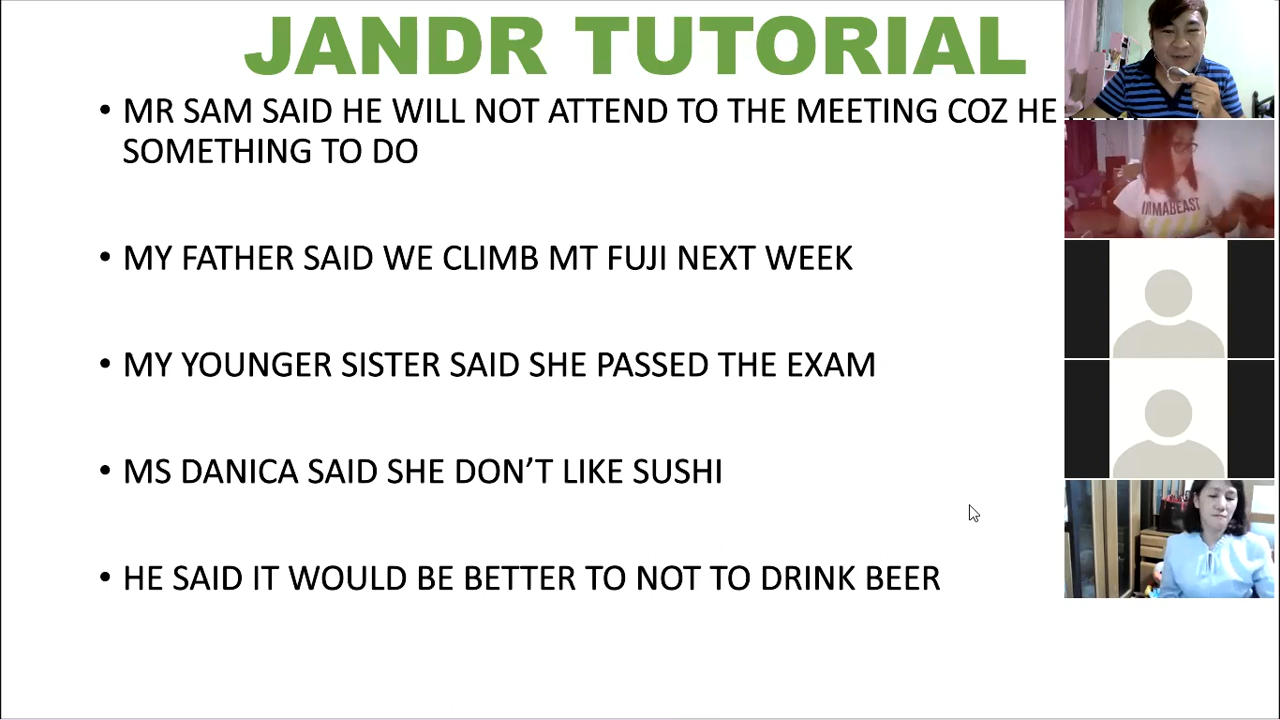 JANDR TUTORIAL
• MR SAM SAID HE WILL NOT ATTEND TO THE MEETING COZ HE
SOMETHING TO DO
• MY FATHER SAID WE CLIMB MT FUJI NEXT WEEK
• MY YOUNGER SISTER SAID SHE PASSED THE EXAM
• MS DANICA SAID SHE DON’T LIKE SUSHI
• HE SAID IT WOULD BE BETTER TO NOT TO DRINK BEER
IMMABEAST